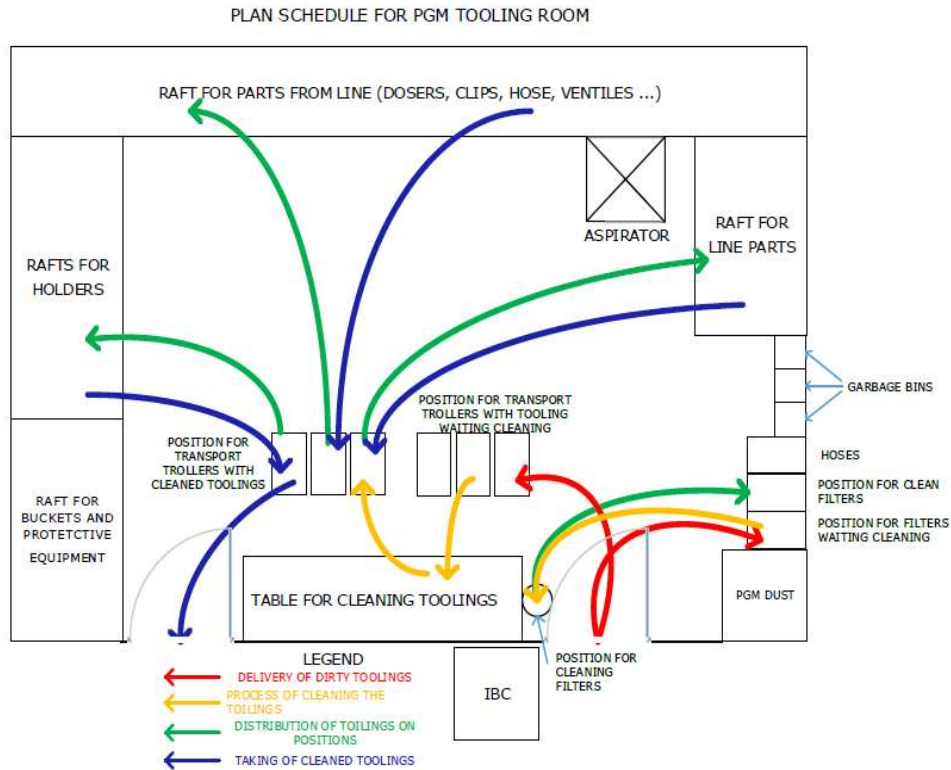 PLAN SCHEDULE FOR PGM TOOLING ROOM
RAFT FOR PARTS FROM LINE (DOSERS, CLIPS, HOSE, VENTILES ...)
ASPIRATOR
RAFT FOR
LINE PARTS
RAFTS FOR
HOLDERS
GARBAGE BINS
POSITION FOR TRANSPORT
TROLLERS WITH TOOLING
WAITING CLEANING
POSITION FOR
TRANSPORT
TROLLERS WITH
CLEANED TOOLINGS
HOSES
POSITION FOR CLEAN
FILTERS
POSITION FOR FILTERS
WAITING CLEANING
RAFT FOR
BUCKETS AND
PROTETCTIVE
EQUIPMENT
TABLE FOR CLEANING TOOLINGS
PGM DUST
POSITION FOR
CLEANING
FILTERS
IBC
LEGEND
DELIVERY OF DIRTY TOOLINGS
PROCESS OF CLEANING THE
TOILINGS
DISTRIBUTION OF TOILINGS ON
POSITIONS
TAKING OF CLEANED TOOLINGS